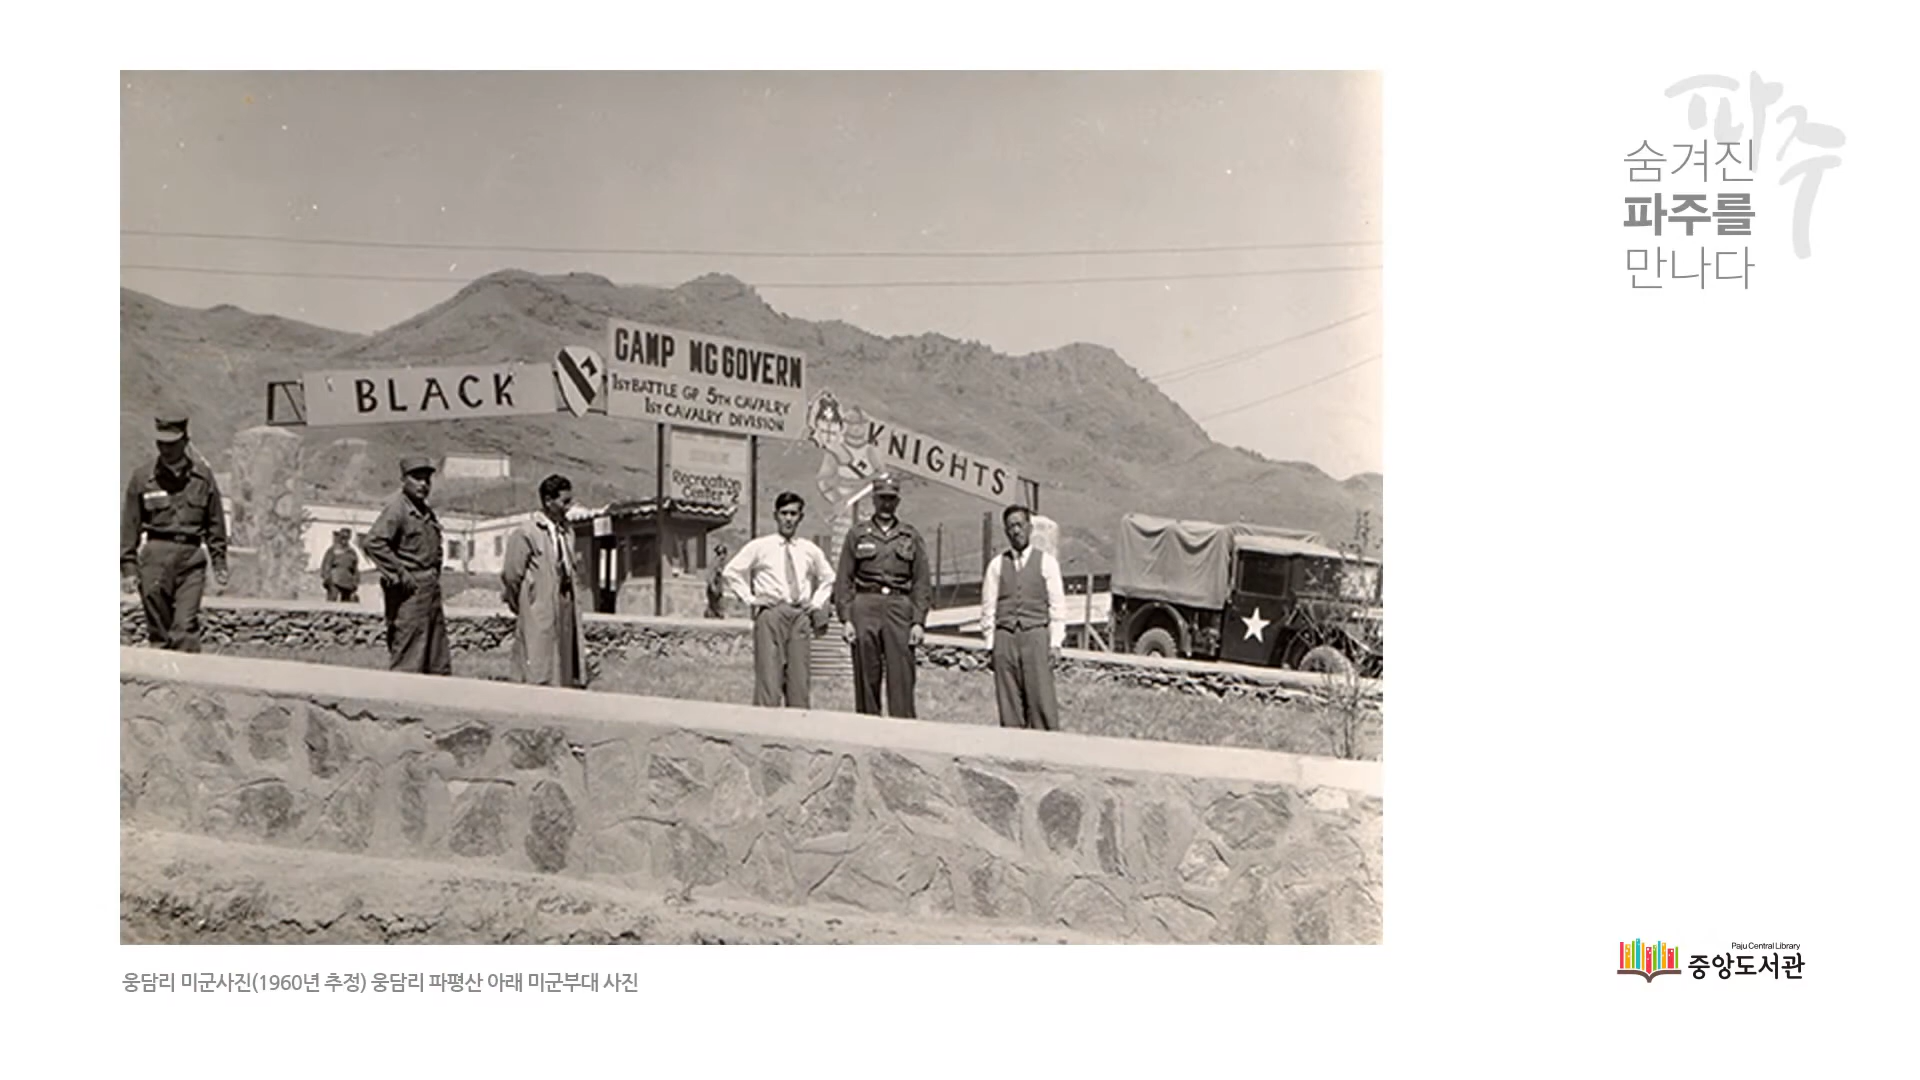 파주
숨겨진
파주를
만나다
BLACK
CAMP MCGOVERN
1ST BATTLE GP 5TH CAVALRY
1ST CAVALRY DIVISION
KNIGHTS
Recreation
Center #2
웅담리 미군사진(1960년 추정) 웅담리 파평산 아래 미군부대 사진
Paju Central Library
중앙도서관